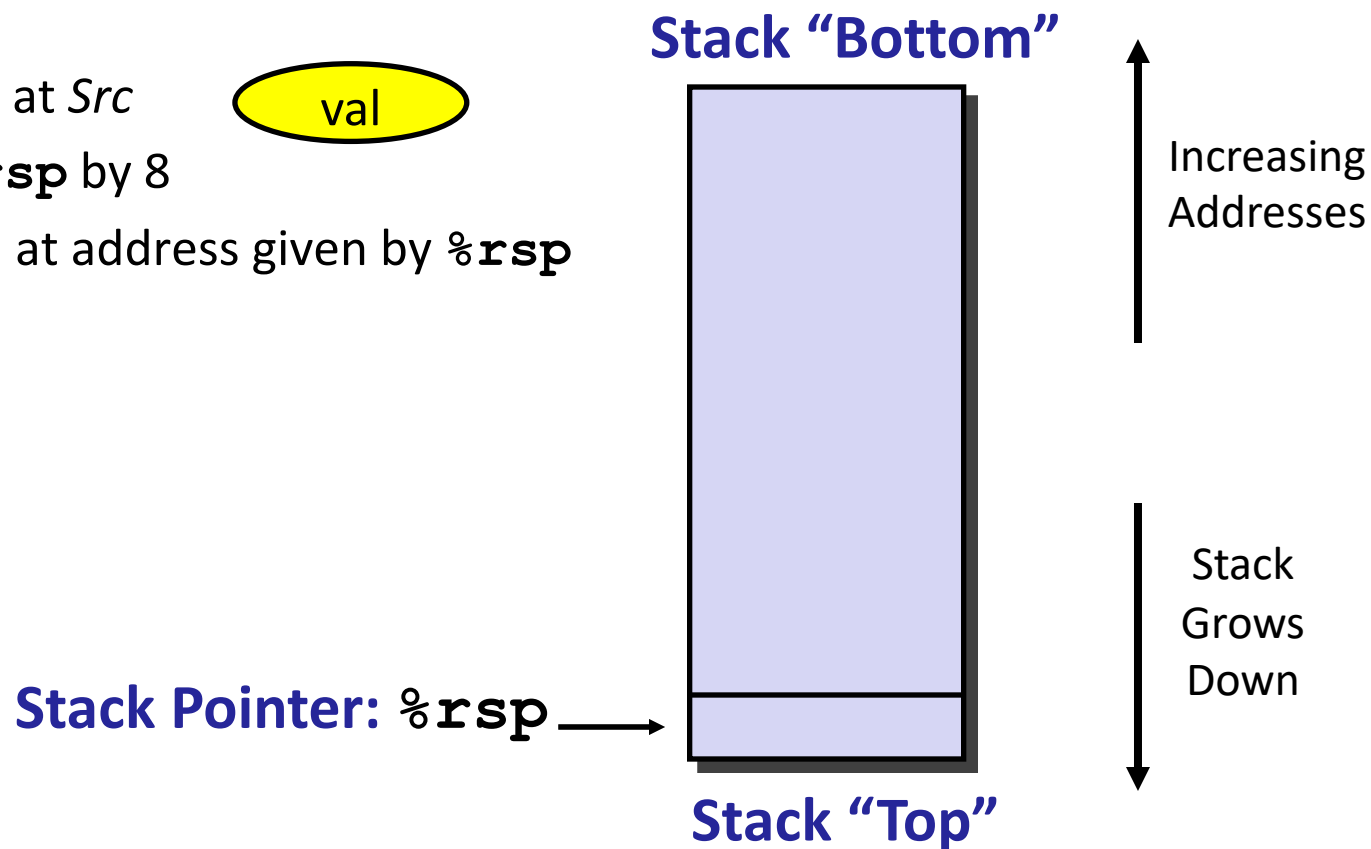 Stack “Bottom”
at Src
val
rsp by 8
at address given by %rsp
Increasing
Addresses
Stack
Grows
Down
Stack Pointer: %rsp
Stack “Top”